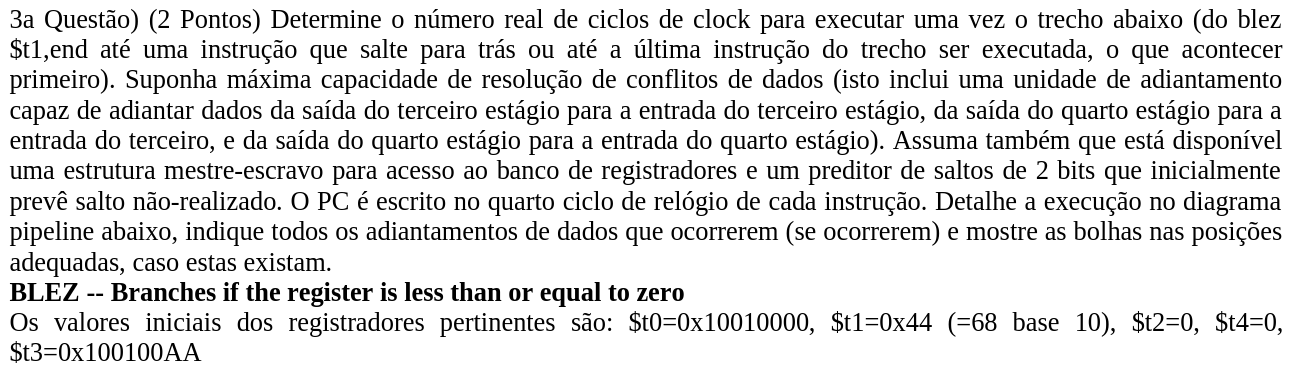 3a Questão) (2 Pontos) Determine o número real de ciclos de clock para executar uma vez o trecho abaixo (do blez
$t1,end até uma instrução que salte para trás ou até a última instrução do trecho ser executada, o que acontecer
primeiro). Suponha máxima capacidade de resolução de conflitos de dados (isto inclui uma unidade de adiantamento
capaz de adiantar dados da saída do terceiro estágio para a entrada do terceiro estágio, da saída do quarto estágio para a
entrada do terceiro, e da saída do quarto estágio para a entrada do quarto estágio). Assuma também que está disponível
uma estrutura mestre-escravo para acesso ao banco de registradores e um preditor de saltos de 2 bits que inicialmente
prevê salto não-realizado. O PC é escrito no quarto ciclo de relógio de cada instrução. Detalhe a execução no diagrama
pipeline abaixo, indique todos os adiantamentos de dados que ocorrerem (se ocorrerem) e mostre as bolhas nas posições
adequadas, caso estas existam.
BLEZ -- Branches if the register is less than or equal to zero
Os valores iniciais dos registradores pertinentes são: $t0=0x10010000, $t1=0x44 (=68 base 10), $t2=0, $t4=0,
$t3=0x100100AA